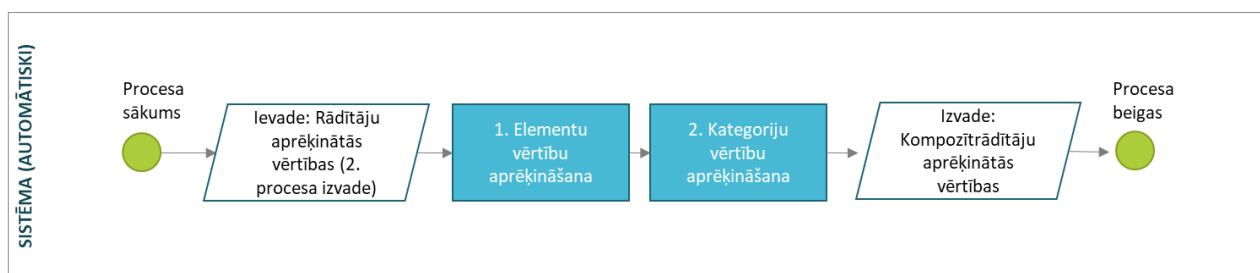 SISTĒMA (AUTOMĀTISKI)
Procesa
sākums
Ievade: Rādītāju
aprēķinātās
vērtības (2.
procesa izvade)
1. Elementu
vērtību
aprēķināšana
2. Kategoriju
vērtību
aprēķināšana
Izvade:
Kompozītrādītāju
aprēķinātās
vērtības
Procesa
beigas